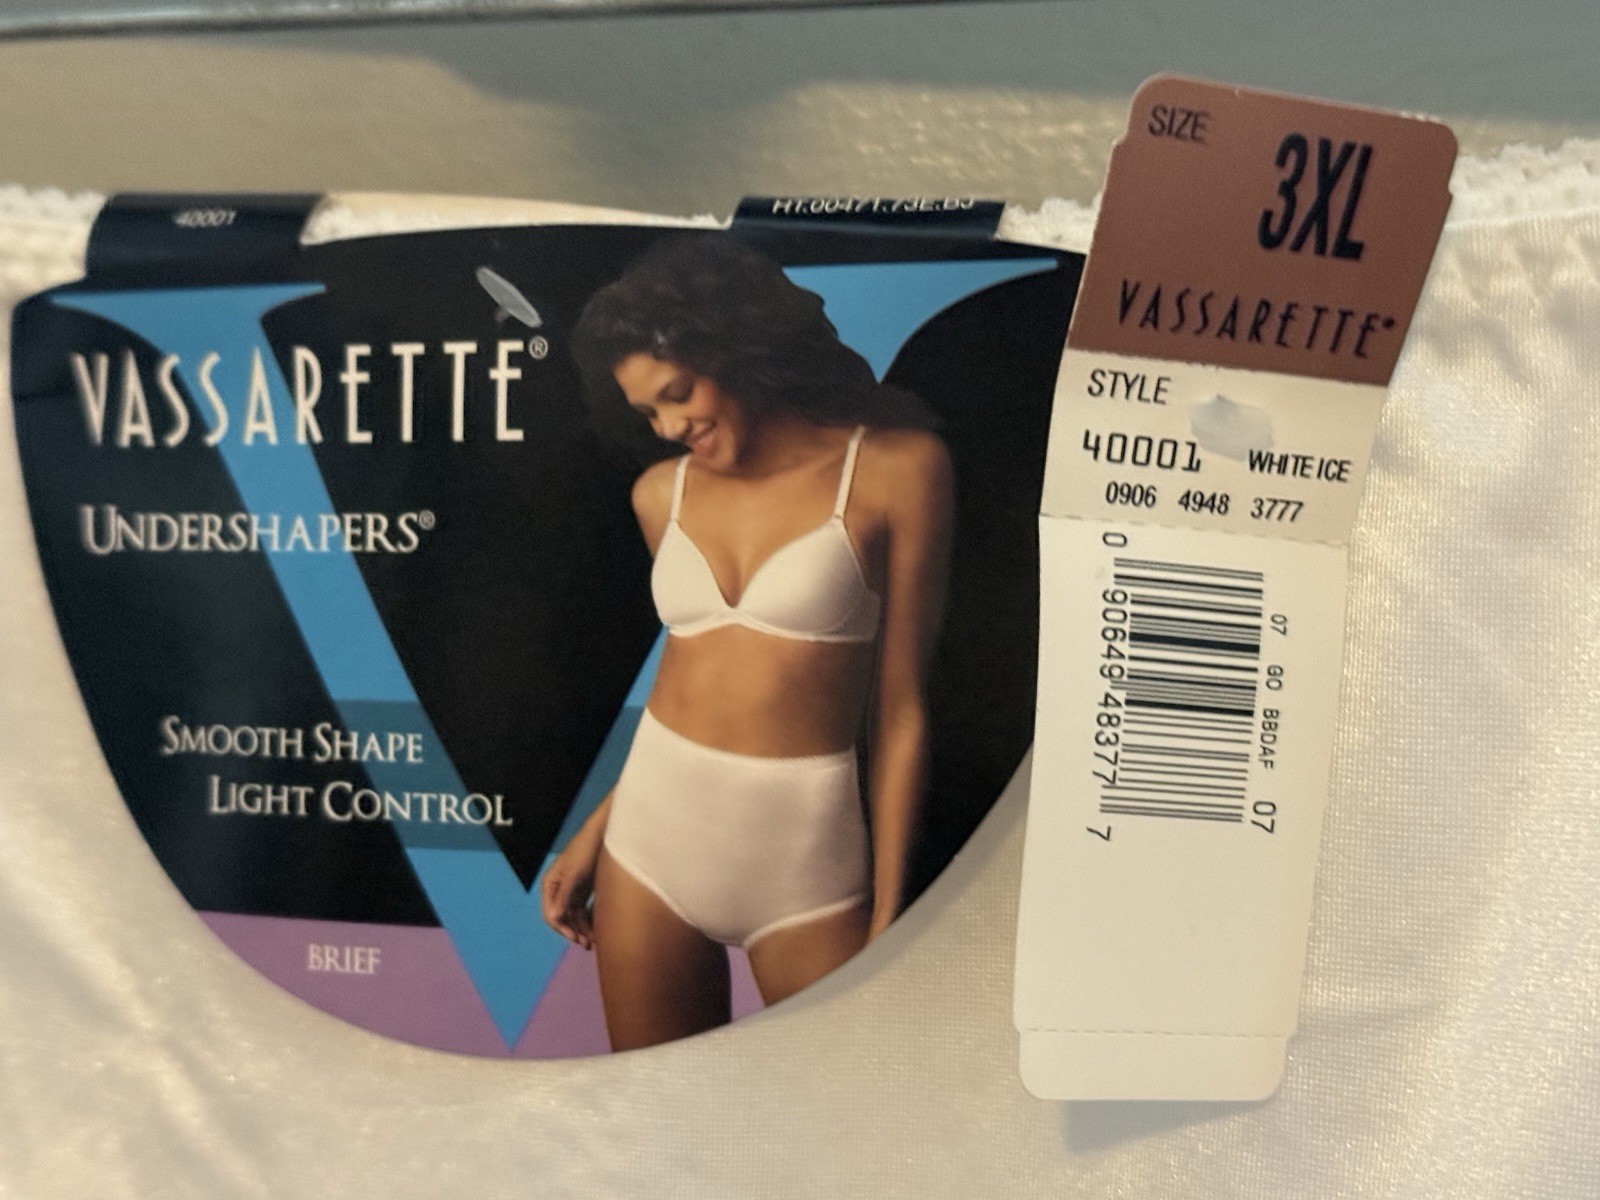 40001
VASSARETTE®
UNDERSHAPERS®
SMOOTH SHAPE
LIGHT CONTROL
BRIEF
SIZE
3XL
VASSARETTE®
STYLE
40001 WHITE ICE
0906 4948 3777
0 90649 48377 7
07 GO BBDAF 07